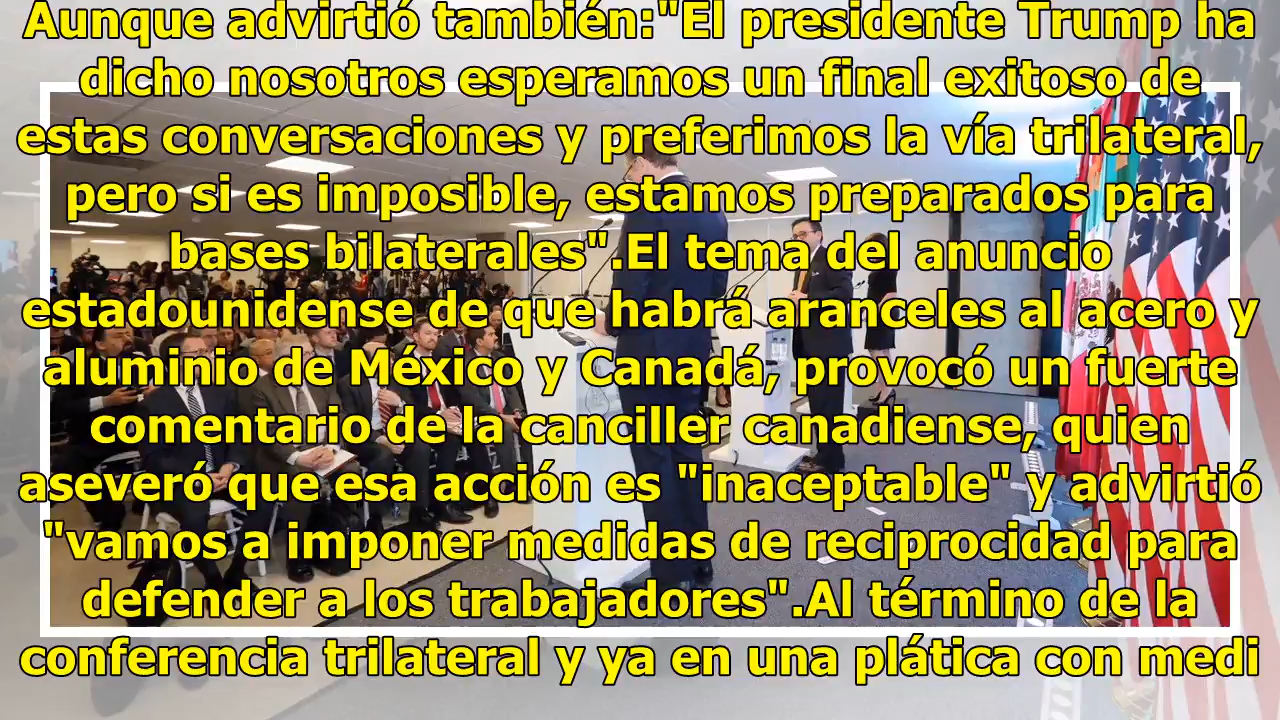 Aunque advirtió también:"El presidente Trump ha
dicho nosotros esperamos un final exitoso de
estas conversaciones y preferimos la vía trilateral,
pero si es imposible, estamos preparados para
bases bilaterales".El tema del anuncio
estadounidense de que habrá aranceles al acero y
aluminio de México y Canadá, provocó un fuerte
comentario de la canciller canadiense, quien
aseveró que esa acción es "inaceptable" y advirtió
"vamos a imponer medidas de reciprocidad para
defender a los trabajadores".Al término de la
conferencia trilateral y ya en una plática con medi